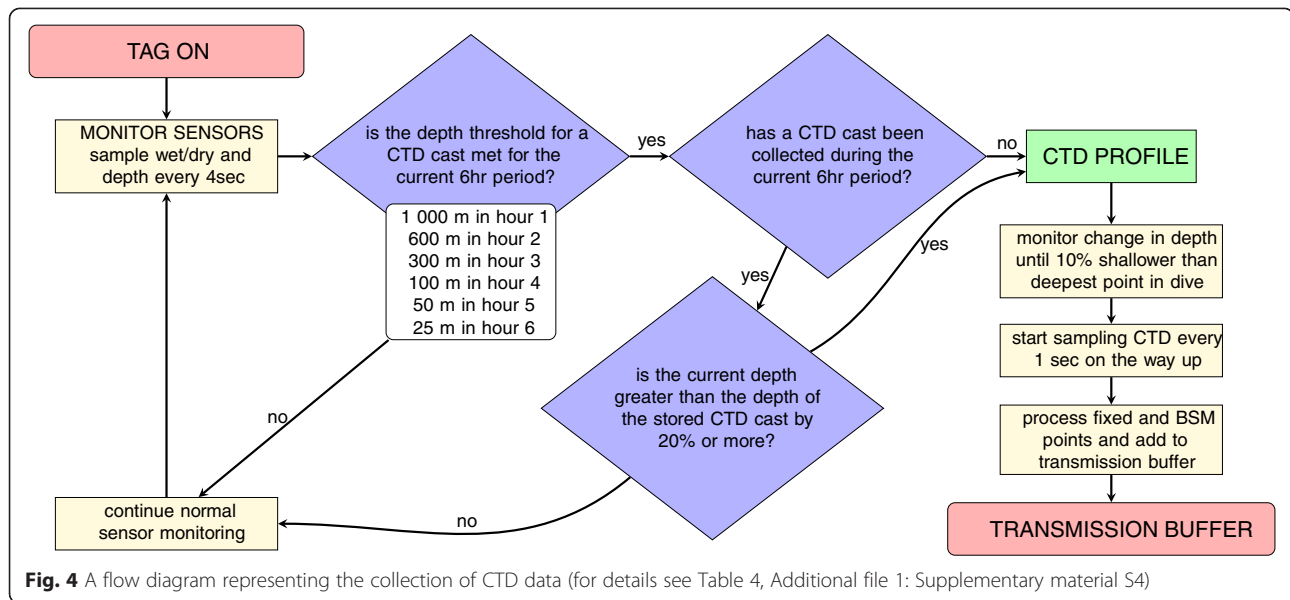 TAG ON
MONITOR SENSORS
sample wet/dry and
depth every 4sec
is the depth threshold for a
CTD cast met for the
current 6hr period?
1 000 m in hour 1
600 m in hour 2
300 m in hour 3
100 m in hour 4
50 m in hour 5
25 m in hour 6
yes
has a CTD cast been
collected during the
current 6hr period?
no
CTD PROFILE
yes
yes
monitor change in depth
until 10% shallower than
deepest point in dive
start sampling CTD every
1 sec on the way up
process fixed and BSM
points and add to
transmission buffer
TRANSMISSION BUFFER
is the current depth
greater than the depth of
the stored CTD cast by
20% or more?
no
no
continue normal
sensor monitoring
Fig. 4 A flow diagram representing the collection of CTD data (for details see Table 4, Additional file 1: Supplementary material S4)